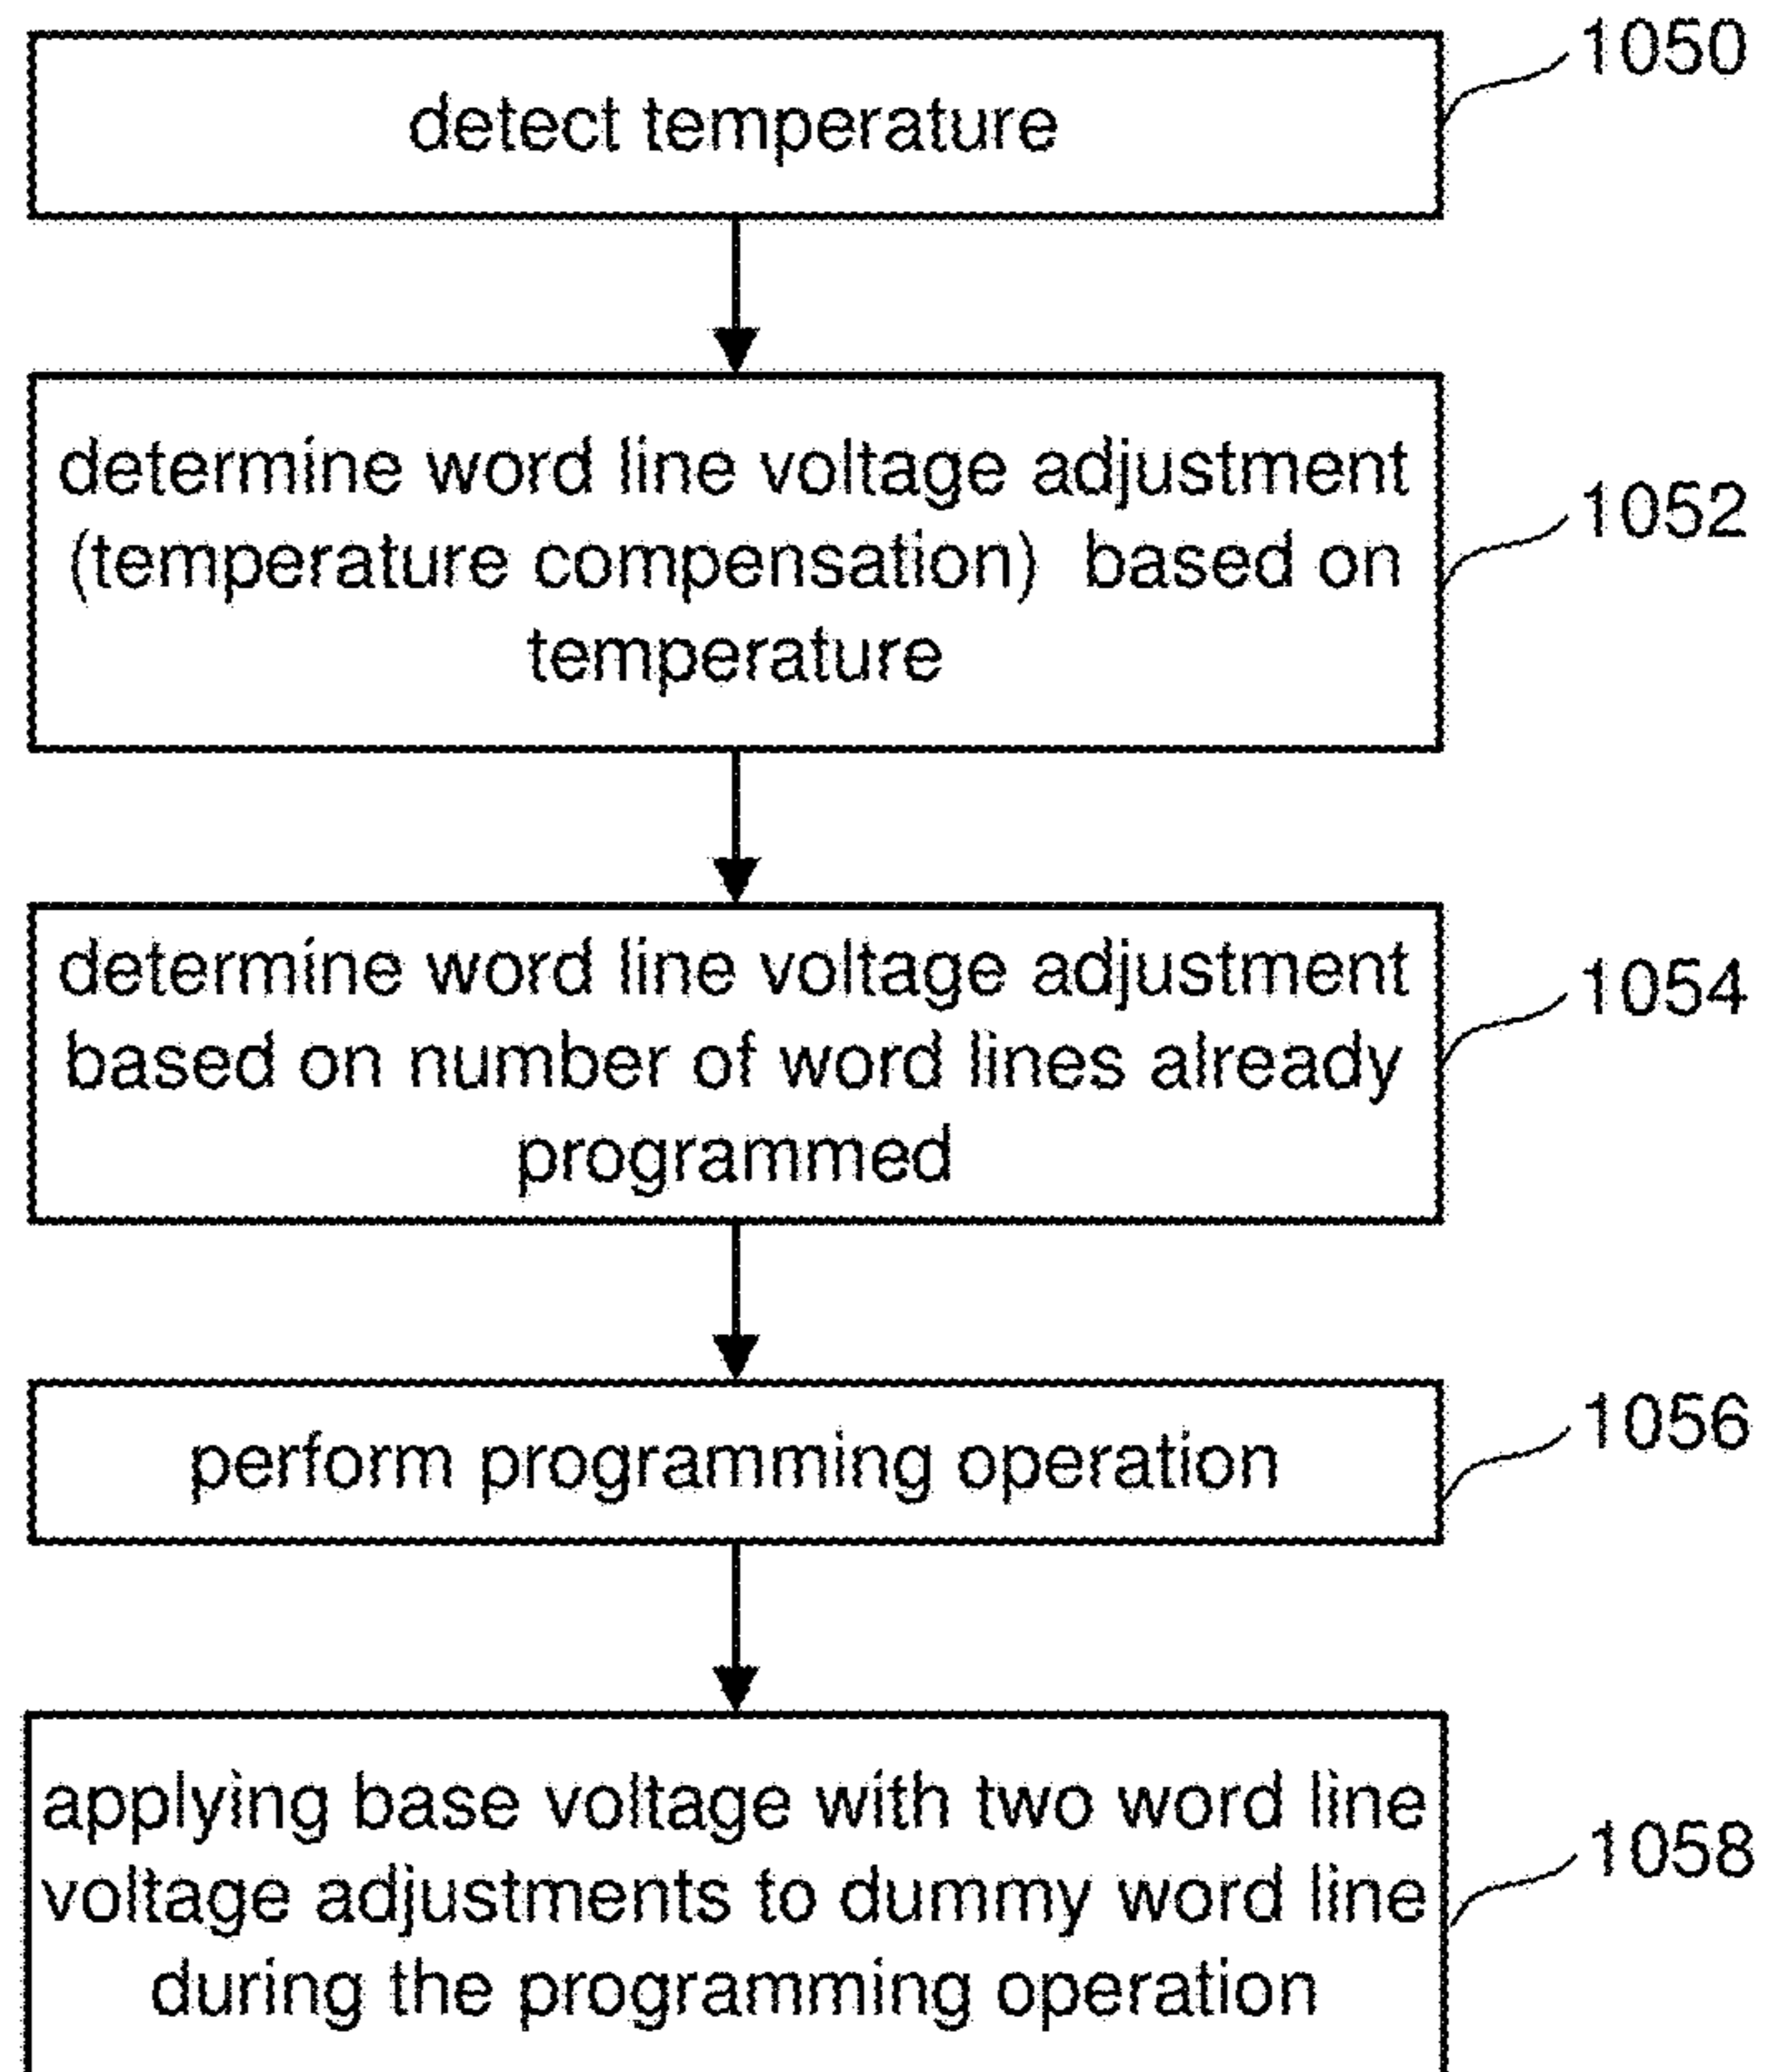 detect temperature
1050
determine word line voltage adjustment
(temperature compensation) based on
temperature
1052
determine word line voltage adjustment
based on number of word lines already
programmed
1054
perform programming operation
1056
applying base voltage with two word line
voltage adjustments to dummy word line
during the programming operation
1058